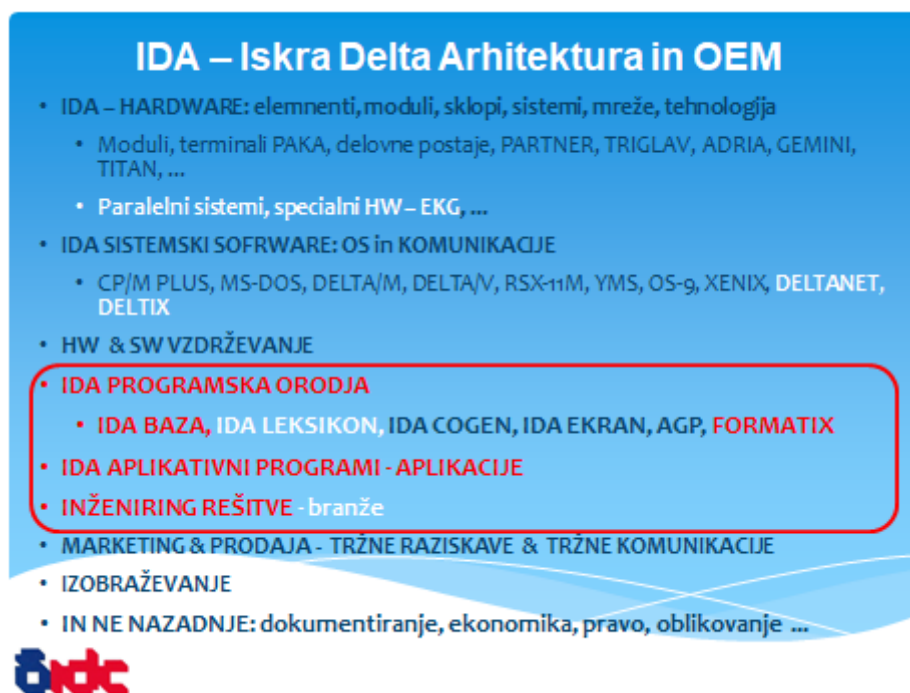 IDA – Iskra Delta Arhitektura in OEM
• IDA – HARDWARE: elemnenti, moduli, sklopi, sistemi, mreže, tehnologija
• Moduli, terminali PAKA, delovne postaje, PARTNER, TRIGLAV, ADRIA, GEMINI,
TITAN, ...
• Paralelni sistemi, specialni HW – EKG, ...
• IDA SISTEMSKI SOFRWARE: OS in KOMUNIKACIJE
• CP/M PLUS, MS-DOS, DELTA/M, DELTA/V, RSX-11M, YMS, OS-9, XENIX, DELTANET,
DELTIX
• HW & SW VZDRŽEVANJE
• IDA PROGRAMSKA ORODJA
• IDA BAZA, IDA LEKSIKON, IDA COGEN, IDA EKRAN, AGP, FORMATIX
• IDA APLIKATIVNI PROGRAMI - APLIKACIJE
• INŽENIRING REŠITVE - branže
• MARKETING & PRODAJA - TRŽNE RAZISKAVE & TRŽNE KOMUNIKACIJE
• IZOBRAŽEVANJE
• IN NE NAZADNJE: dokumentiranje, ekonomika, pravo, oblikovanje ...